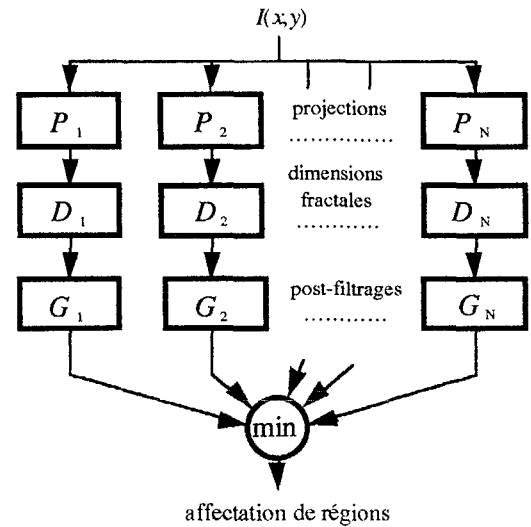 I(x,y)
P1 P2 projections PN
..............
dimensions
fractales
D1 D2 ............ DN
post-filtrages
G1 G2 ............ GN
min
affectation de régions